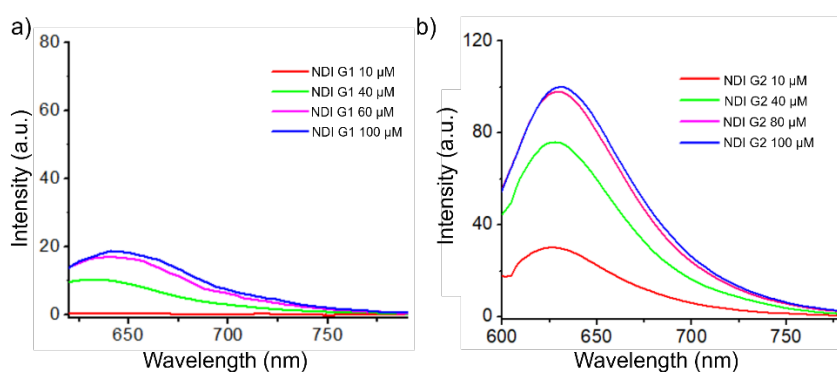 a)
80
60
40
20
0
NDI G1 10 µM
NDI G1 40 µM
NDI G1 60 µM
NDI G1 100 µM
Intensity (a.u.)
650 700 750
Wavelength (nm)
b)
120
80
40
0
NDI G2 10 µM
NDI G2 40 µM
NDI G2 80 µM
NDI G2 100 µM
Intensity (a.u.)
600 650 700 750
Wavelength (nm)